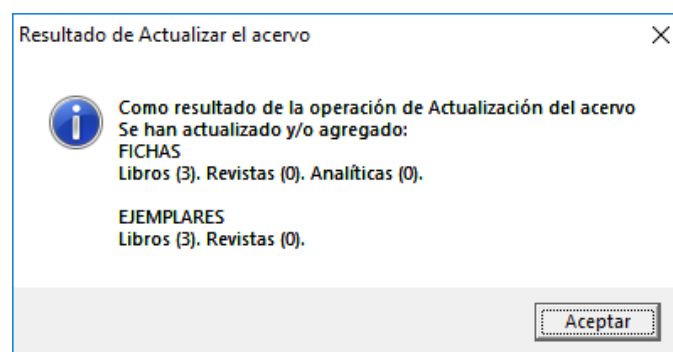 Resultado de Actualizar el acervo
Como resultado de la operación de Actualización del acervo
Se han actualizado y/o agregado:
FICHAS
Libros (3). Revistas (0). Analíticas (0).
EJEMPLARES
Libros (3). Revistas (0).
Aceptar